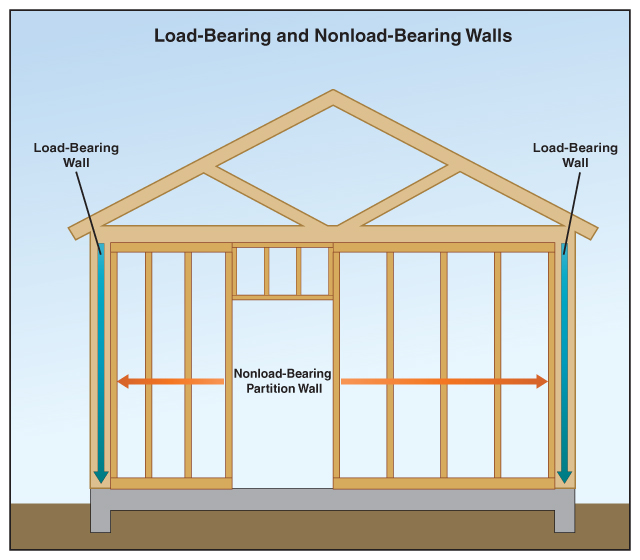 Load-Bearing and Nonload-Bearing Walls
Load-Bearing
Wall
Load-Bearing
Wall
Nonload-Bearing
Partition Wall